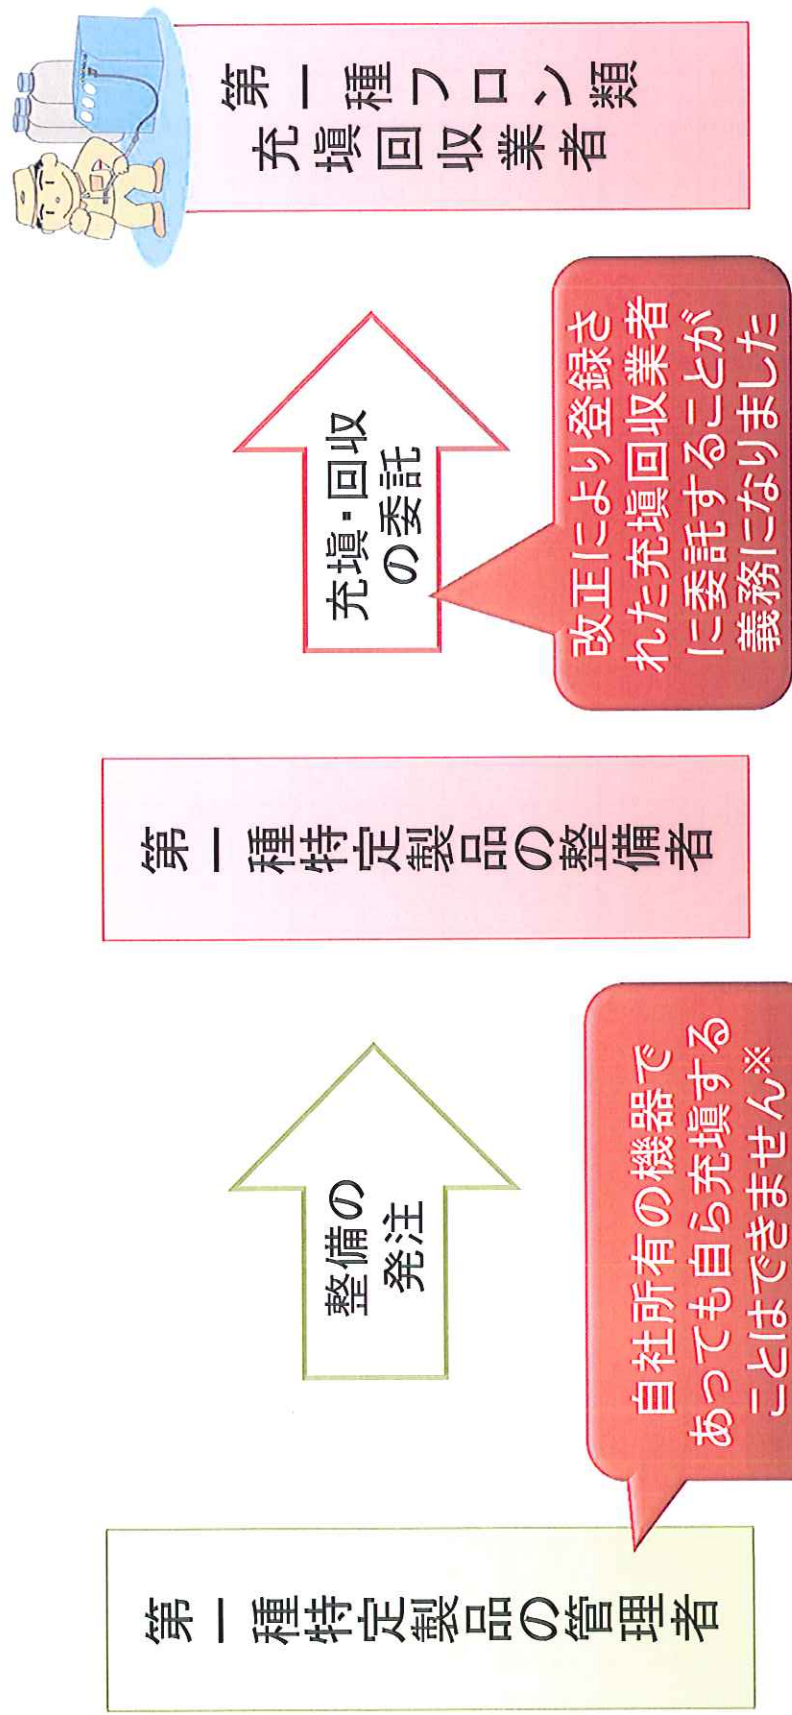 第一種特定製品の管理者
整備の
発注
自社所有の機器で
あっても自ら充塡する
ことはできません※
第一種特定製品の整備者
充塡・回収
の委託
改正により登録さ
れた充塡回収業者
に委託することが
義務になりました
第一種フロン類
充塡回収業者